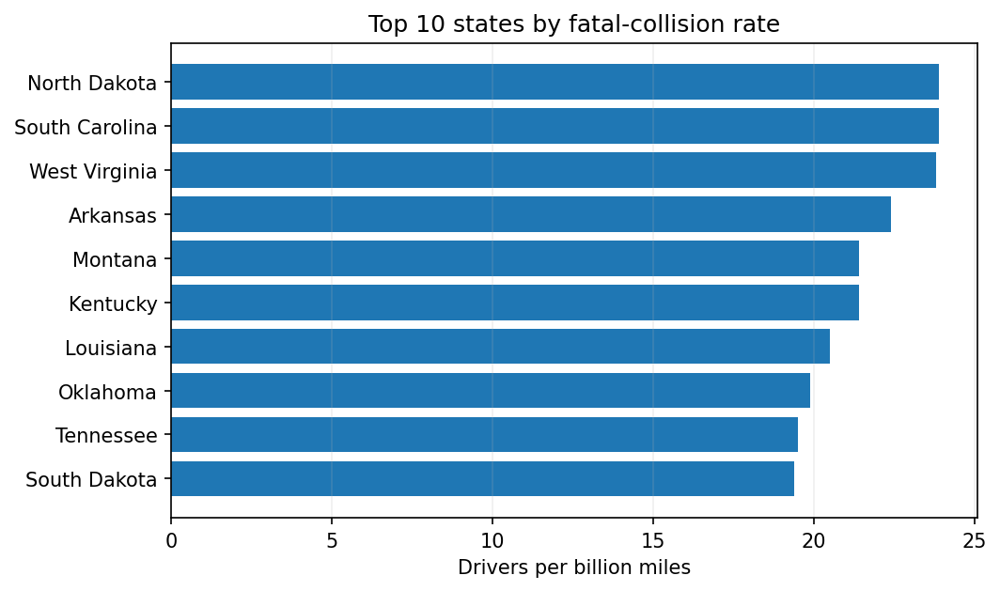 Top 10 states by fatal-collision rate
North Dakota
South Carolina
West Virginia
Arkansas
Montana
Kentucky
Louisiana
Oklahoma
Tennessee
South Dakota
0 5 10 15 20 25
Drivers per billion miles